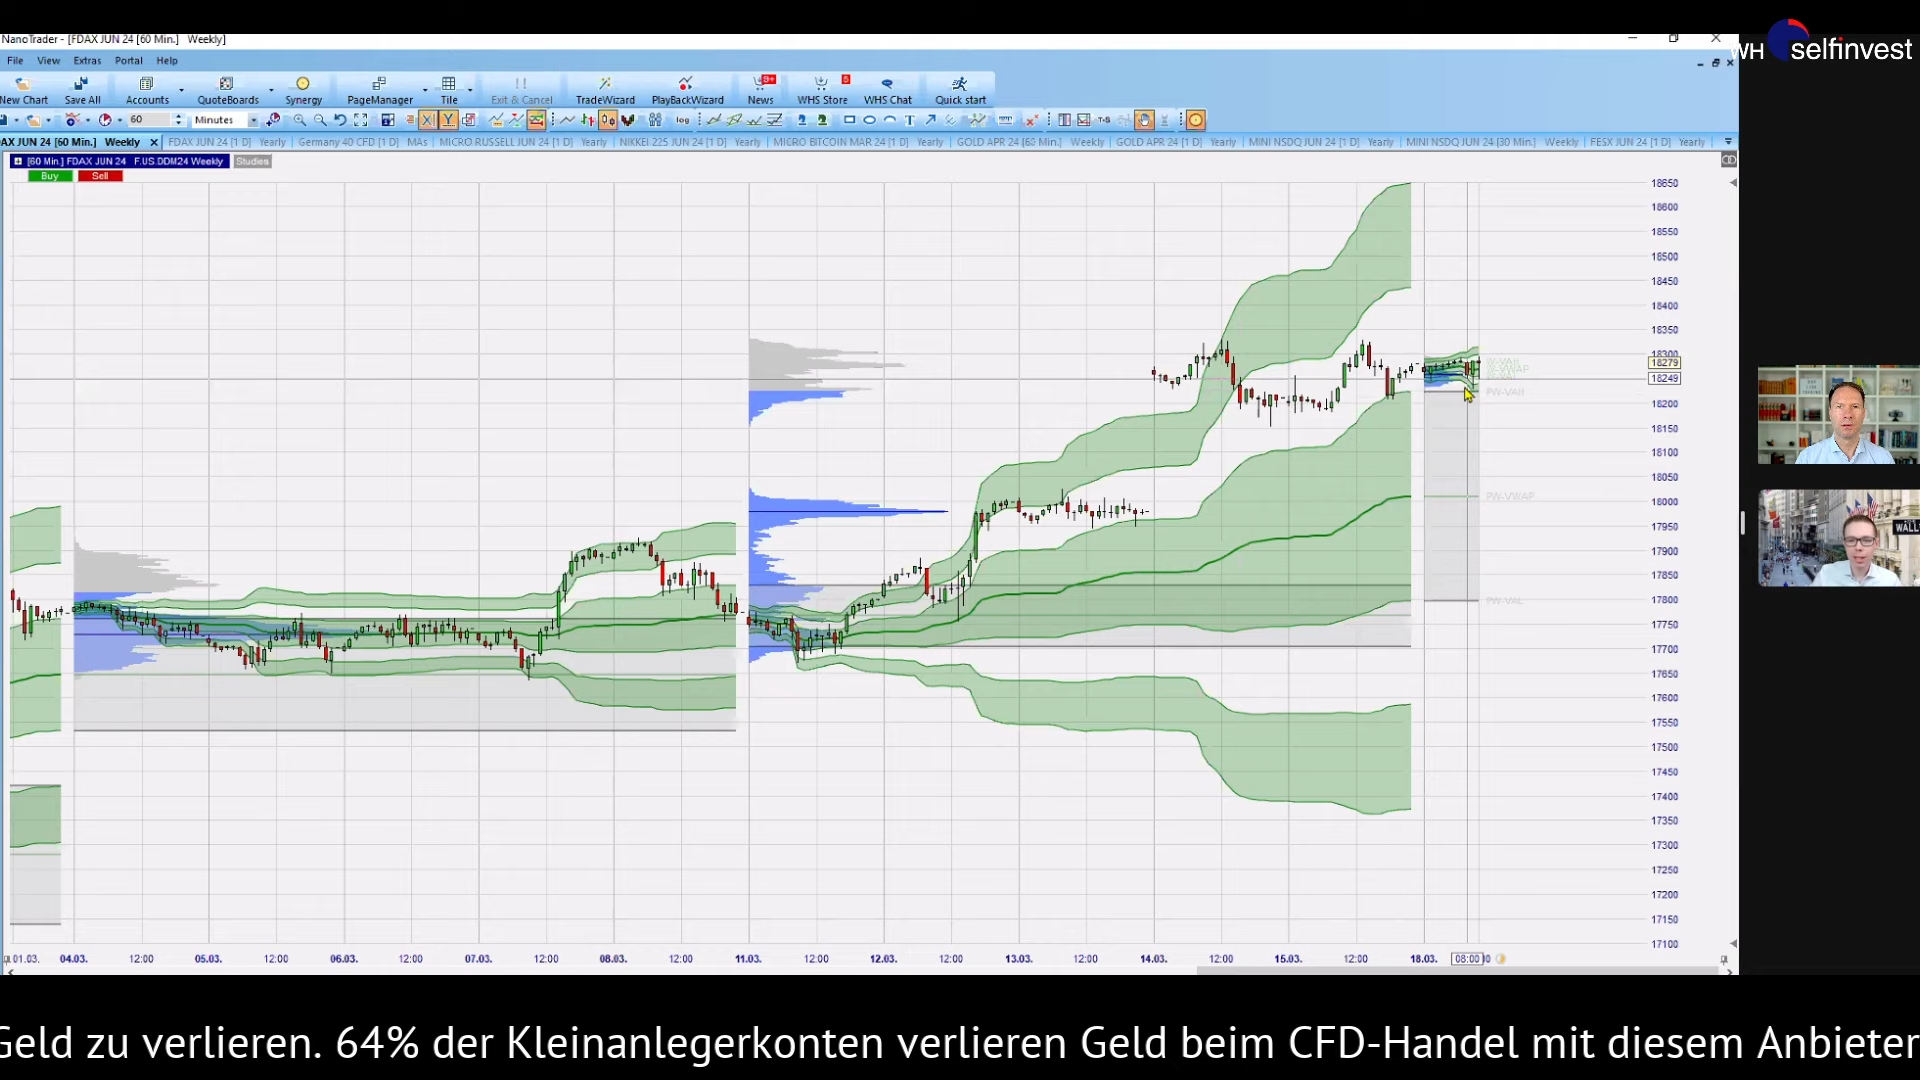 NanoTrader - [FDAX JUN 24 [60 Min.] Weekly]
WH selfinvest
File View Extras Portal Help
New Chart Save All Accounts QuoteBoards Synergy PageManager Tile Exit & Cancel TradeWizard PlayBackWizard News 9+ WHS Store 5 WHS Chat Quick start
60 Minutes
AX JUN 24 [60 Min.] Weekly FDAX JUN 24 [1 D] Yearly Germany 40 CFD [1 D] MAs MICRO RUSSELL JUN 24 [1 D] Yearly NIKKEI 225 JUN 24 [1 D] Yearly MICRO BITCOIN MAR 24 [1 D] Yearly GOLD APR 24 [60 Min.] Weekly GOLD APR 24 [1 D] Yearly MINI NSDQ JUN 24 [1 D] Yearly MINI NSDQ JUN 24 [30 Min.] Weekly FESX JUN 24 [1 D] Yearly
[60 Min.] FDAX JUN 24 F.US.DDM24 Weekly Studies
Buy Sell
18650
18600
18550
18500
18450
18400
18350
18300
18279
18249
18200
18150
18100
18050
18000
17950
17900
17850
17800
17750
17700
17650
17600
17550
17500
17450
17400
17350
17300
17250
17200
17150
17100
PW-VAH
PW-VWAP
PW-VAL
WALL
01.03. 04.03. 12:00 05.03. 12:00 06.03. 12:00 07.03. 12:00 08.03. 12:00 11.03. 12:00 12.03. 12:00 13.03. 12:00 14.03. 12:00 15.03. 12:00 18.03. 08:00
Geld zu verlieren. 64% der Kleinanlegerkonten verlieren Geld beim CFD-Handel mit diesem Anbieter